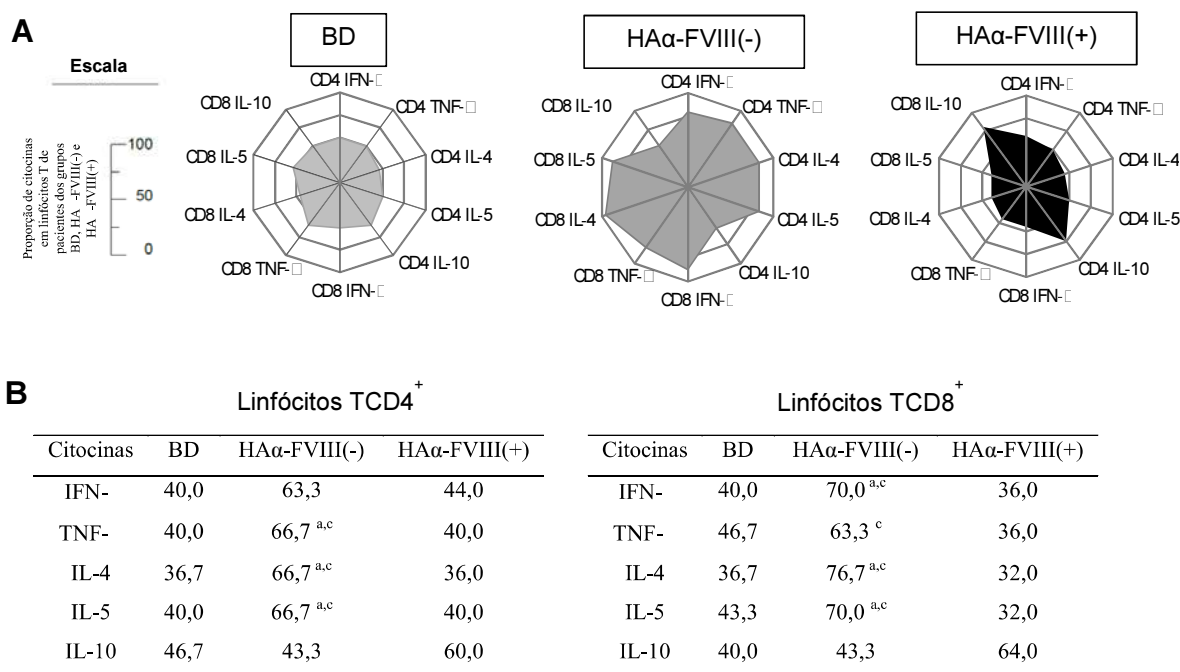 A
BD
HAα-FVIII(-)
HAα-FVIII(+)
Escala
Proporção de citocinas
em linfócitos T de
pacientes dos grupos
BD, HA -FVIII(-) e
HA -FVIII(+)
100
50
0
CD4 IFN-□
CD4 TNF-□
CD4 IL-4
CD4 IL-5
CD4 IL-10
CD8 IFN-□
CD8 TNF-□
CD8 IL-4
CD8 IL-5
CD8 IL-10
CD4 IFN-□
CD4 TNF-□
CD4 IL-4
CD4 IL-5
CD4 IL-10
CD8 IFN-□
CD8 TNF-□
CD8 IL-4
CD8 IL-5
CD8 IL-10
CD4 IFN-□
CD4 TNF-□
CD4 IL-4
CD4 IL-5
CD4 IL-10
CD8 IFN-□
CD8 TNF-□
CD8 IL-4
CD8 IL-5
CD8 IL-10
B
Linfócitos TCD4+
Citocinas BD HAα-FVIII(-) HAα-FVIII(+)
IFN- 40,0 63,3 44,0
TNF- 40,0 66,7 a,c 40,0
IL-4 36,7 66,7 a,c 36,0
IL-5 40,0 66,7 a,c 40,0
IL-10 46,7 43,3 60,0
Linfócitos TCD8+
Citocinas BD HAα-FVIII(-) HAα-FVIII(+)
IFN- 40,0 70,0 a,c 36,0
TNF- 46,7 63,3 c 36,0
IL-4 36,7 76,7 a,c 32,0
IL-5 43,3 70,0 a,c 32,0
IL-10 40,0 43,3 64,0